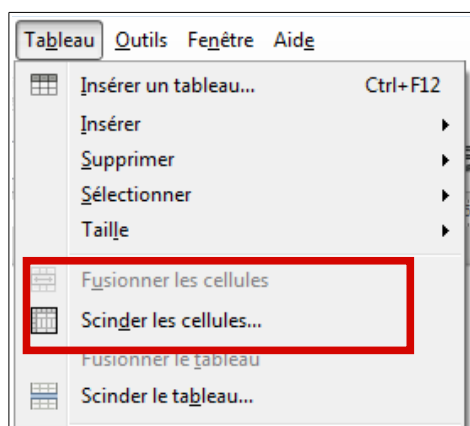 Tableau Outils Fenêtre Aide
Insérer un tableau... Ctrl+F12
Insérer
Supprimer
Sélectionner
Taille
Fusionner les cellules
Scinder les cellules...
Fusionner le tableau
Scinder le tableau...